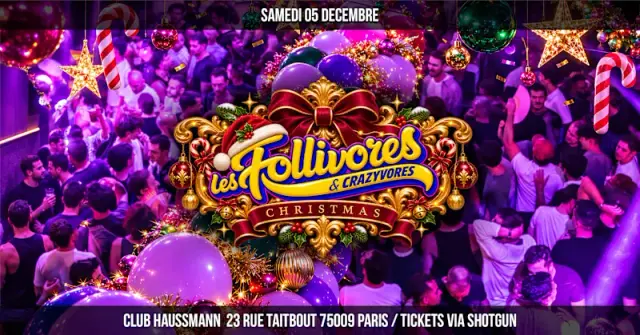 SAMEDI 05 DECEMBRE
les Follivores
& CRAZYVORES
CHRISTMAS
CLUB HAUSSMANN 23 RUE TAITBOUT 75009 PARIS / TICKETS VIA SHOTGUN